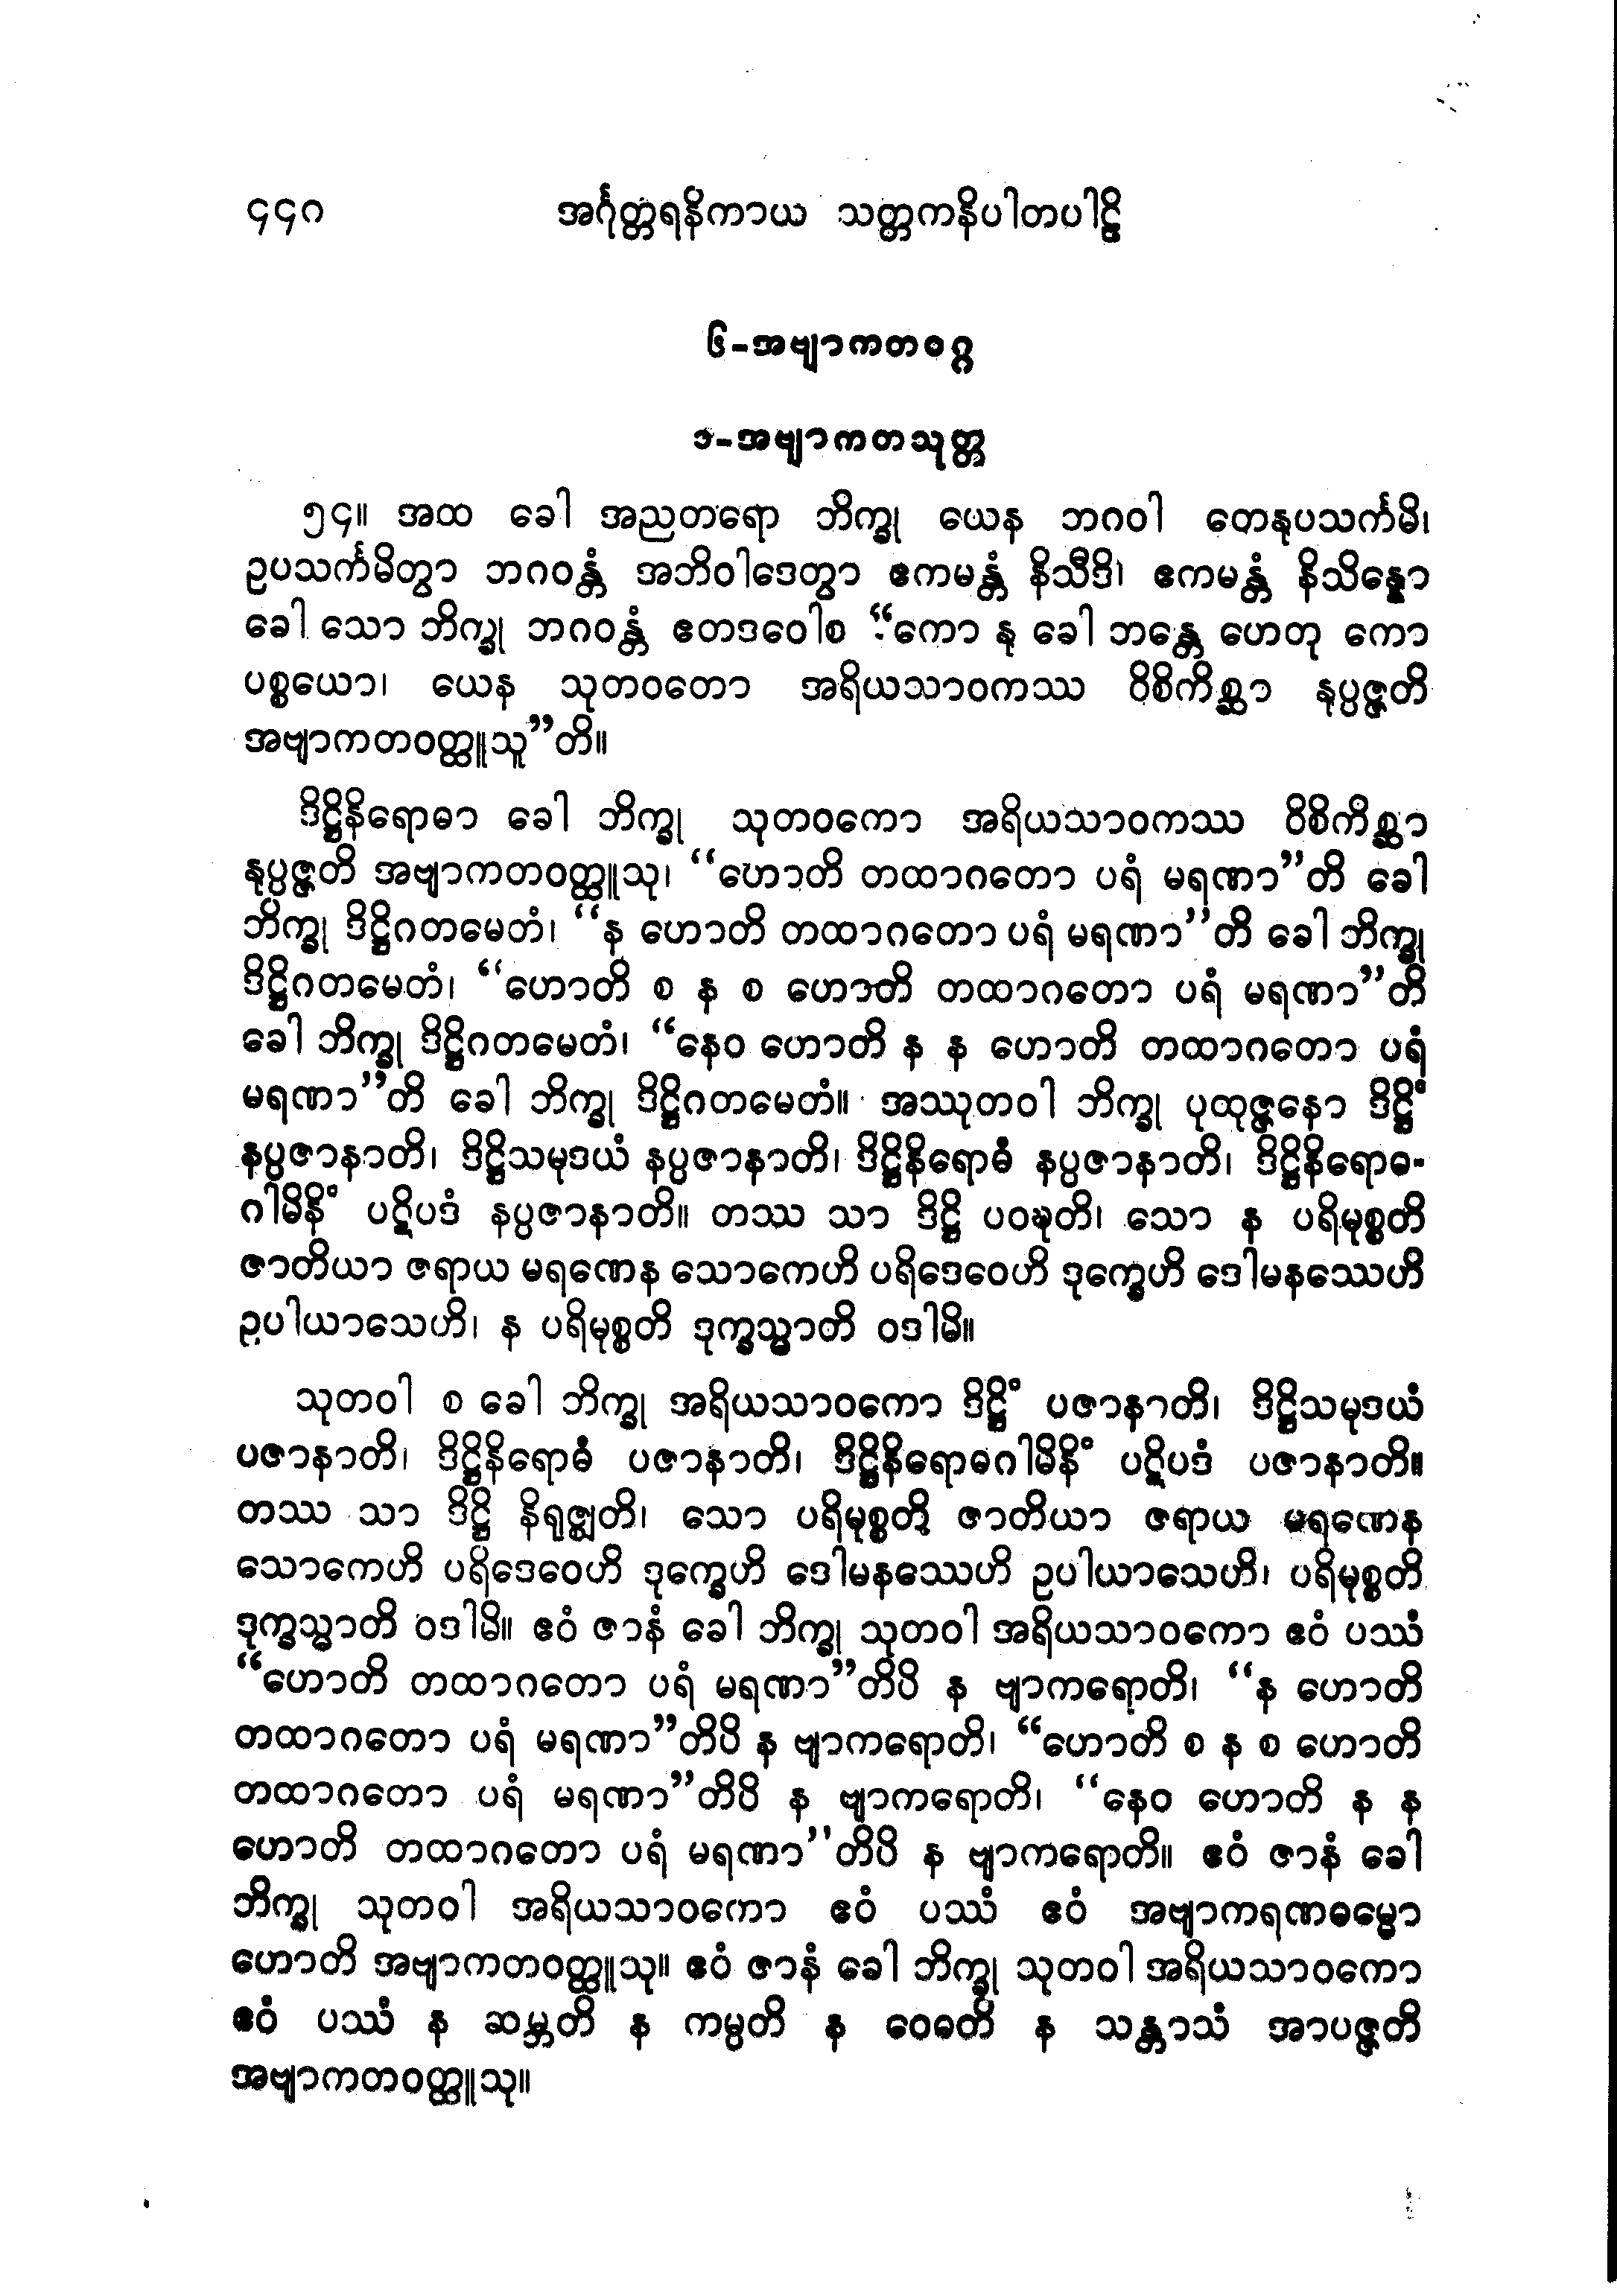 ၄၄၈ အင်္ဂုတ္တရနိကာယ သတ္တကနိပါတပါဠိ
၆-အဗျာကတဝဂ္ဂ
၁-အဗျာကတသုတ္တ
၅၄။ အထ ခေါ အညတရော ဘိက္ခု ယေန ဘဂဝါ တေနုပသင်္ကမိ၊
ဥပသင်္ကမိတွာ ဘဂဝန္တံ အဘိဝါဒေတွာ ဧကမန္တံ နိသီဒိ၊ ဧကမန္တံ နိသိန္နော
ခေါ သော ဘိက္ခု ဘဂဝန္တံ ဧတဒဝေါစ “ကော နု ခေါ ဘန္တေ ဟေတု ကော
ပစ္စယော၊ ယေန သုတဝတော အရိယသာဝကဿ ဝိစိကိစ္ဆာ နုပ္ပဇ္ဇတိ
အဗျာကတဝတ္ထူသူ”တိ။
ဒိဋ္ဌိနိရောဓာ ခေါ ဘိက္ခု သုတဝကော အရိယသာဝကဿ ဝိစိကိစ္ဆာ
နုပ္ပဇ္ဇတိ အဗျာကတဝတ္ထူသု၊ “ဟောတိ တထာဂတော ပရံ မရဏာ”တိ ခေါ
ဘိက္ခု ဒိဋ္ဌိဂတမေတံ၊ “န ဟောတိ တထာဂတော ပရံ မရဏာ”တိ ခေါ ဘိက္ခု
ဒိဋ္ဌိဂတမေတံ၊ “ဟောတိ စ န စ ဟောတိ တထာဂတော ပရံ မရဏာ”တိ
ခေါ ဘိက္ခု ဒိဋ္ဌိဂတမေတံ၊ “နေဝ ဟောတိ န န ဟောတိ တထာဂတော ပရံ
မရဏာ”တိ ခေါ ဘိက္ခု ဒိဋ္ဌိဂတမေတံ။ အဿုတဝါ ဘိက္ခု ပုထုဇ္ဇနော ဒိဋ္ဌိံ
နပ္ပဇာနာတိ၊ ဒိဋ္ဌိသမုဒယံ နပ္ပဇာနာတိ၊ ဒိဋ္ဌိနိရောဓံ နပ္ပဇာနာတိ၊ ဒိဋ္ဌိနိရောဓ-
ဂါမိနိံ ပဋိပဒံ နပ္ပဇာနာတိ။ တဿ သာ ဒိဋ္ဌိ ပဝဍ္ဎတိ၊ သော န ပရိမုစ္စတိ
ဇာတိယာ ဇရာယ မရဏေန သောကေဟိ ပရိဒေဝေဟိ ဒုက္ခေဟိ ဒေါမနဿေဟိ
ဥပါယာသေဟိ၊ န ပရိမုစ္စတိ ဒုက္ခသ္မာတိ ဝဒါမိ။
သုတဝါ စ ခေါ ဘိက္ခု အရိယသာဝကော ဒိဋ္ဌိံ ပဇာနာတိ၊ ဒိဋ္ဌိသမုဒယံ
ပဇာနာတိ၊ ဒိဋ္ဌိနိရောဓံ ပဇာနာတိ၊ ဒိဋ္ဌိနိရောဓဂါမိနိံ ပဋိပဒံ ပဇာနာတိ။
တဿ သာ ဒိဋ္ဌိ နိရုဇ္ဈတိ၊ သော ပရိမုစ္စတိ ဇာတိယာ ဇရာယ မရဏေန
သောကေဟိ ပရိဒေဝေဟိ ဒုက္ခေဟိ ဒေါမနဿေဟိ ဥပါယာသေဟိ၊ ပရိမုစ္စတိ
ဒုက္ခသ္မာတိ ဝဒါမိ။ ဧဝံ ဇာနံ ခေါ ဘိက္ခု သုတဝါ အရိယသာဝကော ဧဝံ ပဿံ
“ဟောတိ တထာဂတော ပရံ မရဏာ”တိပိ န ဗျာကရောတိ၊ “န ဟောတိ
တထာဂတော ပရံ မရဏာ”တိပိ န ဗျာကရောတိ၊ “ဟောတိ စ န စ ဟောတိ
တထာဂတော ပရံ မရဏာ”တိပိ န ဗျာကရောတိ၊ “နေဝ ဟောတိ န န
ဟောတိ တထာဂတော ပရံ မရဏာ”တိပိ န ဗျာကရောတိ။ ဧဝံ ဇာနံ ခေါ
ဘိက္ခု သုတဝါ အရိယသာဝကော ဧဝံ ပဿံ ဧဝံ အဗျာကရဏဓမ္မော
ဟောတိ အဗျာကတဝတ္ထူသု။ ဧဝံ ဇာနံ ခေါ ဘိက္ခု သုတဝါ အရိယသာဝကော
ဧဝံ ပဿံ န ဆမ္ဘတိ န ကမ္ပတိ န ဝေဓတိ န သန္တာသံ အာပဇ္ဇတိ
အဗျာကတဝတ္ထူသု။